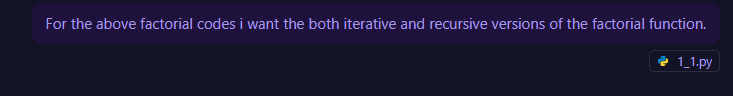 For the above factorial codes i want the both iterative and recursive versions of the factorial function.
1_1.py